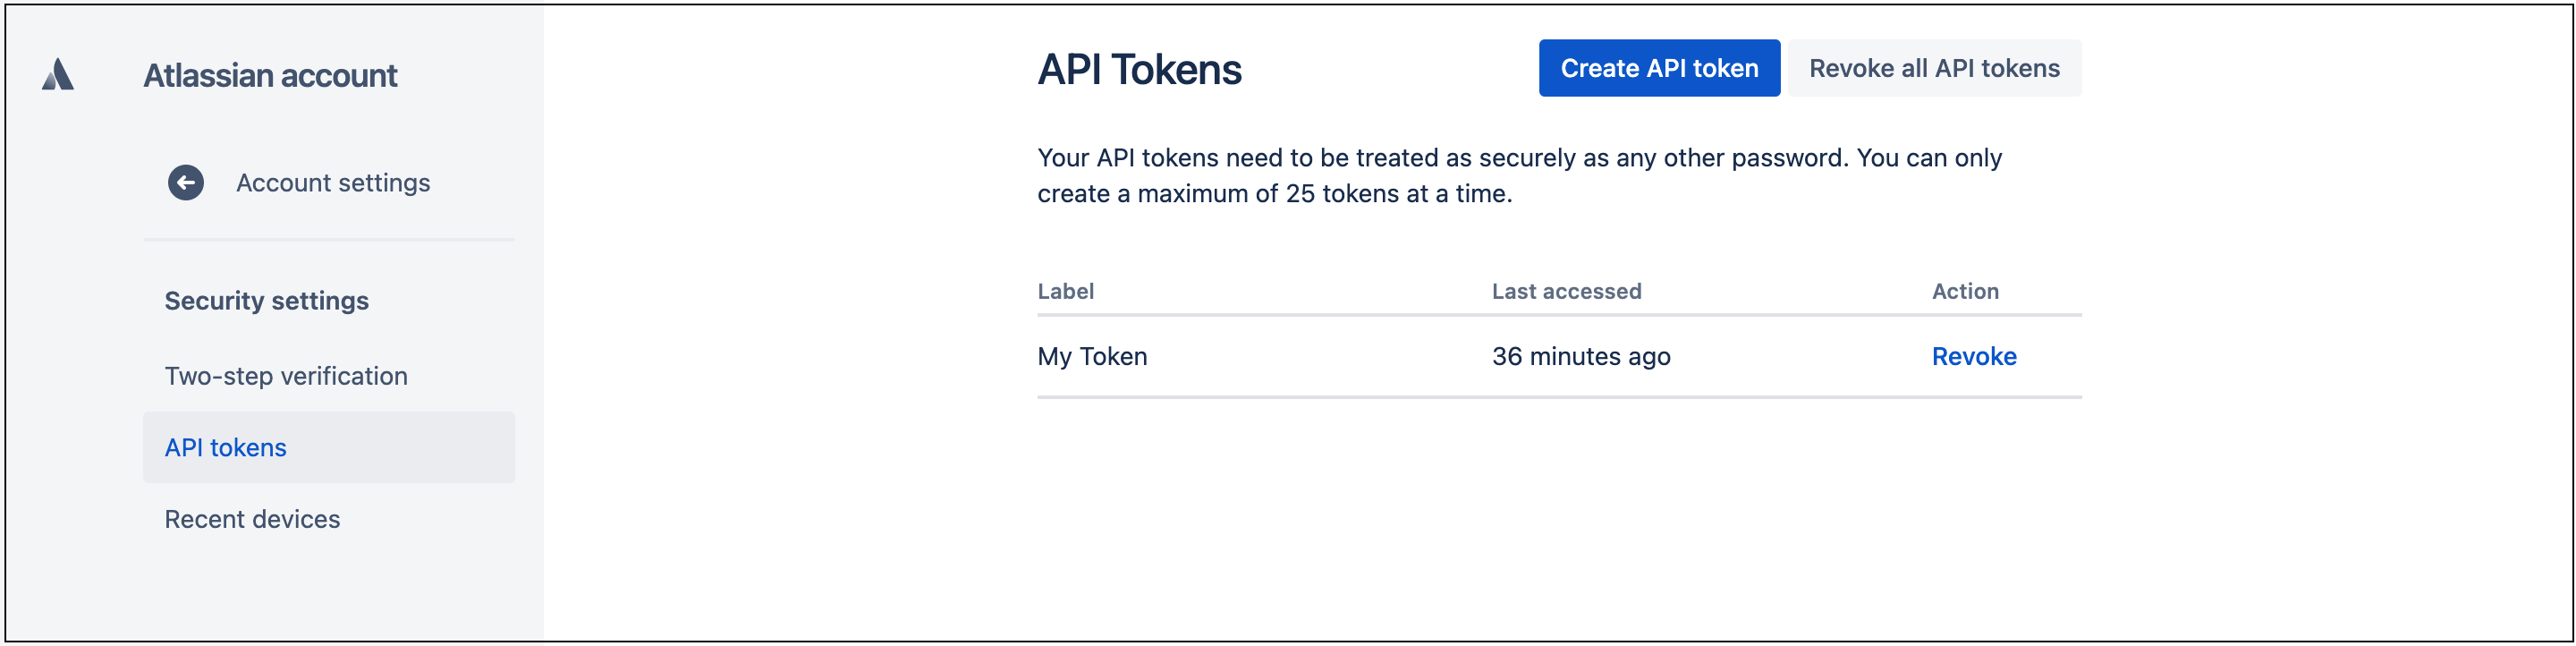 Atlassian account
Account settings
Security settings
Two-step verification
API tokens
Recent devices
API Tokens
Create API token
Revoke all API tokens
Your API tokens need to be treated as securely as any other password. You can only
create a maximum of 25 tokens at a time.
Label Last accessed Action
My Token 36 minutes ago Revoke